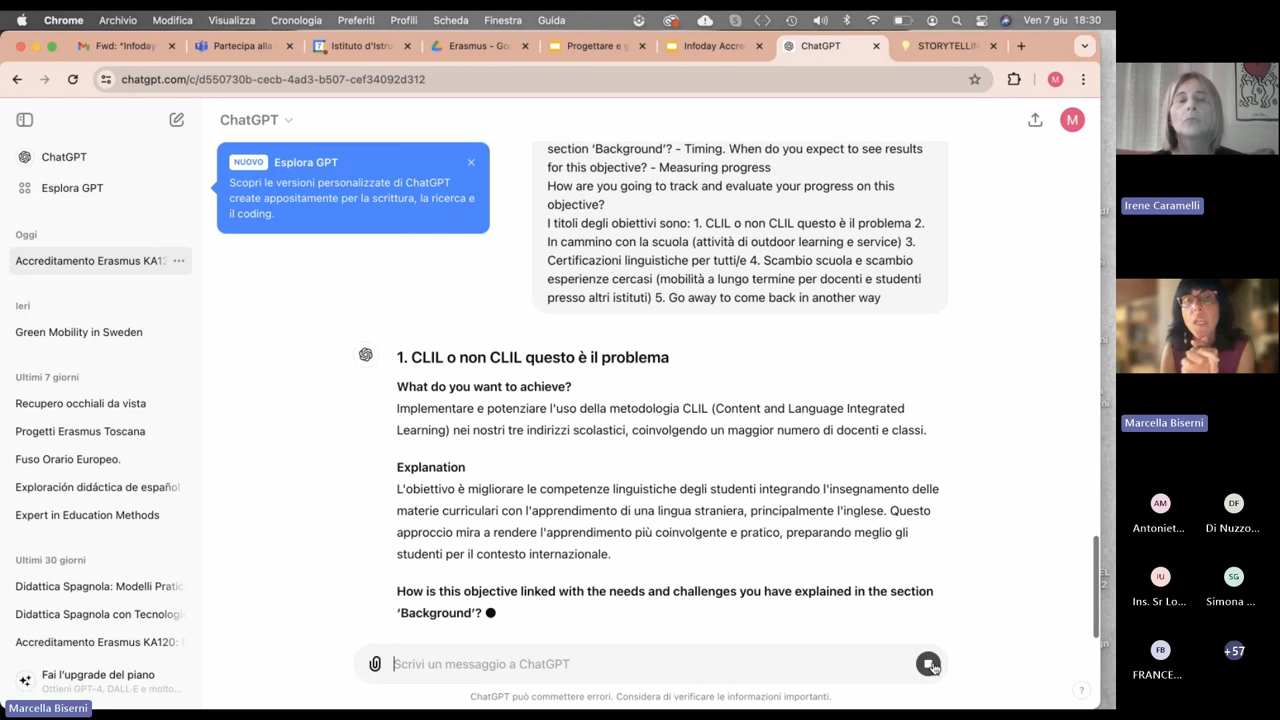 Chrome Archivio Modifica Visualizza Cronologia Preferiti Profili Scheda Finestra Guida Ven 7 giu 18:30
Fwd: "Infoday Partecipa alla Istituto d'Istru Erasmus - Go Progettare e g Infoday Accre ChatGPT STORYTELLIN
chatgpt.com/c/d550730b-cecb-4ad3-b507-cef34092d312 M
ChatGPT M
ChatGPT
Esplora GPT
NUOVO Esplora GPT
Scopri le versioni personalizzate di ChatGPT
create appositamente per la scrittura, la ricerca e
il coding.
Oggi
Accreditamento Erasmus KA12
Ieri
Green Mobility in Sweden
Ultimi 7 giorni
Recupero occhiali da vista
Progetti Erasmus Toscana
Fuso Orario Europeo.
Exploración didáctica de español
Expert in Education Methods
Ultimi 30 giorni
Didattica Spagnola: Modelli Pratic
Didattica Spagnola con Tecnologi
Accreditamento Erasmus KA120:
Fai l'upgrade del piano
Ottieni GPT-4, DALL·E e molto...
Marcella Biserni
section 'Background'? - Timing. When do you expect to see results
for this objective? - Measuring progress
How are you going to track and evaluate your progress on this
objective?
I titoli degli obiettivi sono: 1. CLIL o non CLIL questo è il problema 2.
In cammino con la scuola (attività di outdoor learning e service) 3.
Certificazioni linguistiche per tutti/e 4. Scambio scuola e scambio
esperienze cercasi (mobilità a lungo termine per docenti e studenti
presso altri istituti) 5. Go away to come back in another way
1. CLIL o non CLIL questo è il problema
What do you want to achieve?
Implementare e potenziare l'uso della metodologia CLIL (Content and Language Integrated
Learning) nei nostri tre indirizzi scolastici, coinvolgendo un maggior numero di docenti e classi.
Explanation
L'obiettivo è migliorare le competenze linguistiche degli studenti integrando l'insegnamento delle
materie curriculari con l'apprendimento di una lingua straniera, principalmente l'inglese. Questo
approccio mira a rendere l'apprendimento più coinvolgente e pratico, preparando meglio gli
studenti per il contesto internazionale.
How is this objective linked with the needs and challenges you have explained in the section
'Background'?
Scrivi un messaggio a ChatGPT
ChatGPT può commettere errori. Considera di verificare le informazioni importanti.
?
Irene Caramelli
Marcella Biserni
AM DF
Antoniet... Di Nuzzo...
IU SG
Ins. Sr Lo... Simona ...
FB +57
FRANCE...